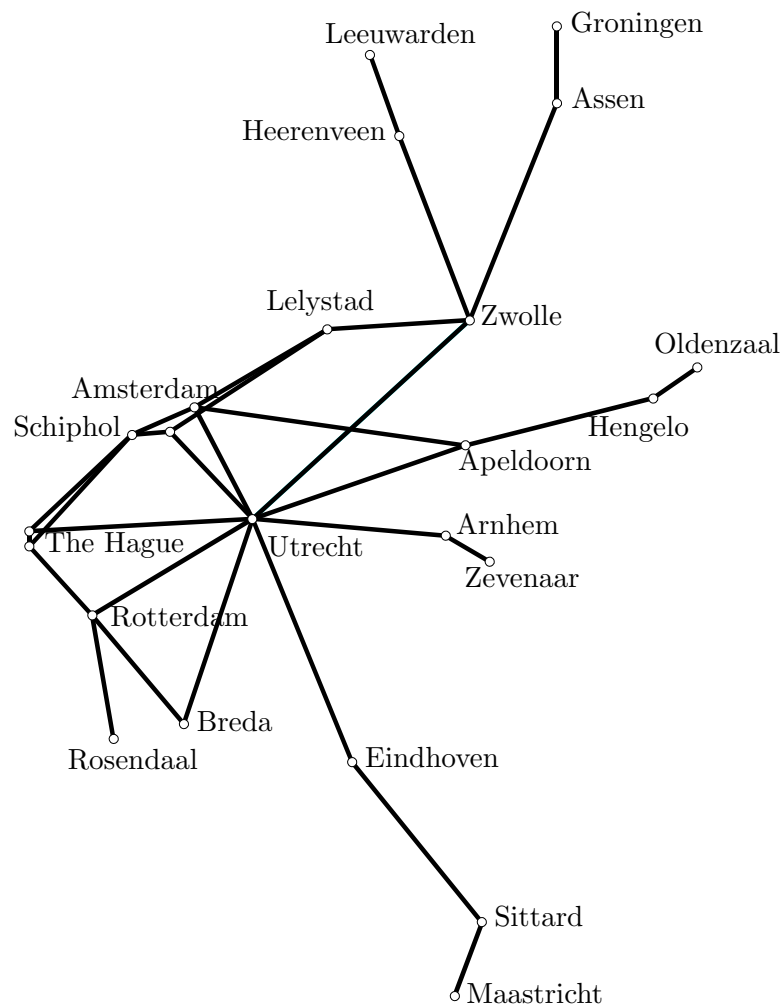 Groningen
Leeuwarden
Assen
Heerenveen
Lelystad
Zwolle
Oldenzaal
Amsterdam
Schiphol
Hengelo
Apeldoorn
Arnhem
The Hague
Utrecht
Zevenaar
Rotterdam
Breda
Rosendaal
Eindhoven
Sittard
Maastricht